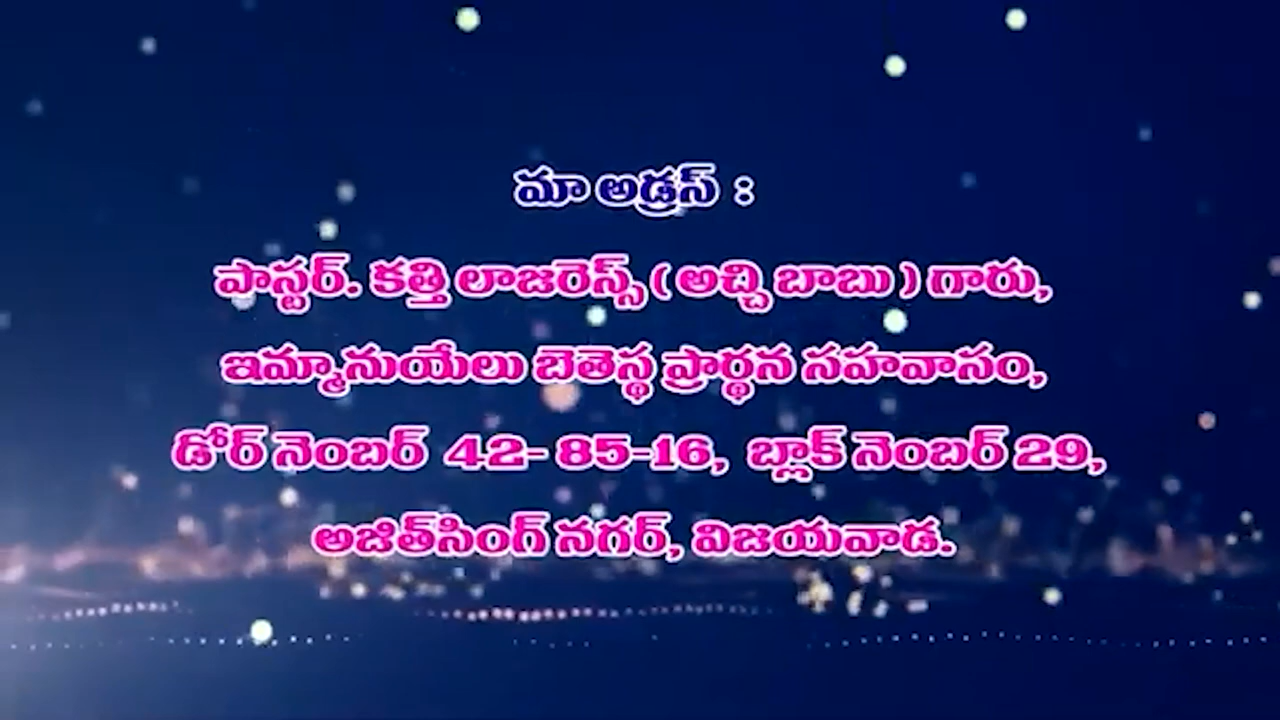 మా అడ్రస్ :
పాస్టర్. కత్తి లాజరెన్స్ ( అచ్చి బాబు ) గారు,
ఇమ్మానుయేలు బెతెస్థ ప్రార్థన సహవాసం,
డోర్ నెంబర్ 42- 85-16, బ్లాక్ నెంబర్ 29,
అజిత్‌సింగ్ నగర్, విజయవాడ.